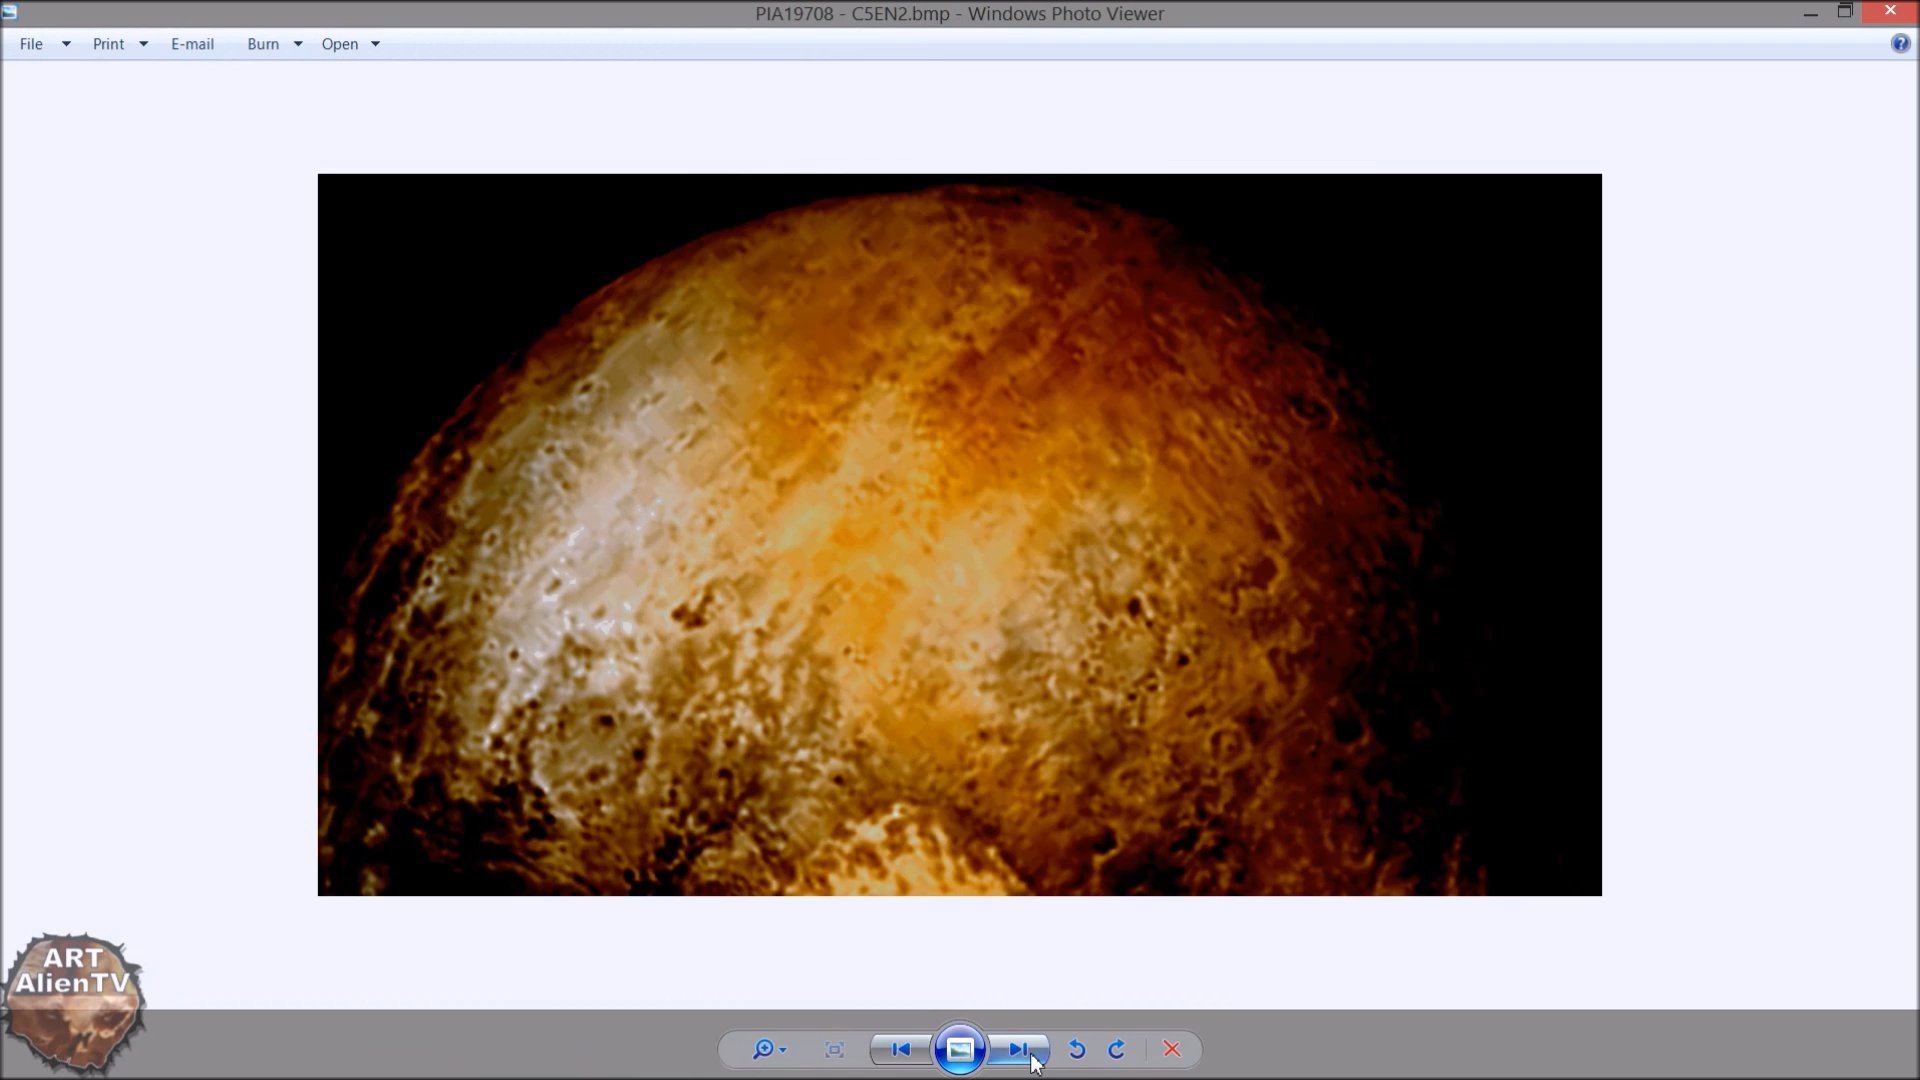 PIA19708 - C5EN2.bmp - Windows Photo Viewer
File Print E-mail Burn Open
ART
AlienTV